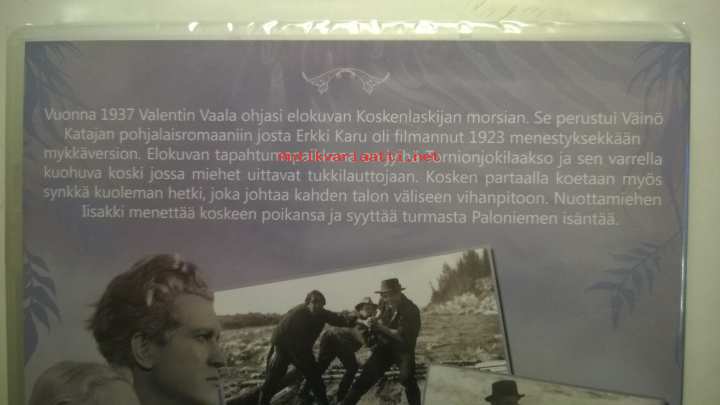 Vuonna 1937 Valentin Vaala ohjasi elokuvan Koskenlaskijan morsian. Se perustui Väinö
Katajan pohjalaisromaaniin josta Erkki Karu oli filmannut 1923 menestyksekkään
mykkäversion. Elokuvan Tornionjokilaakso ja sen varrella
kuohuva koski jossa miehet uittavat tukkilauttojaan. Kosken partaalla koetaan myös
synkkä kuoleman hetki, joka johtaa kahden talon väliseen vihanpitoon. Nuottamiehen
Iisakki menettää koskeen poikansa ja syyttää turmasta Paloniemen isäntää.